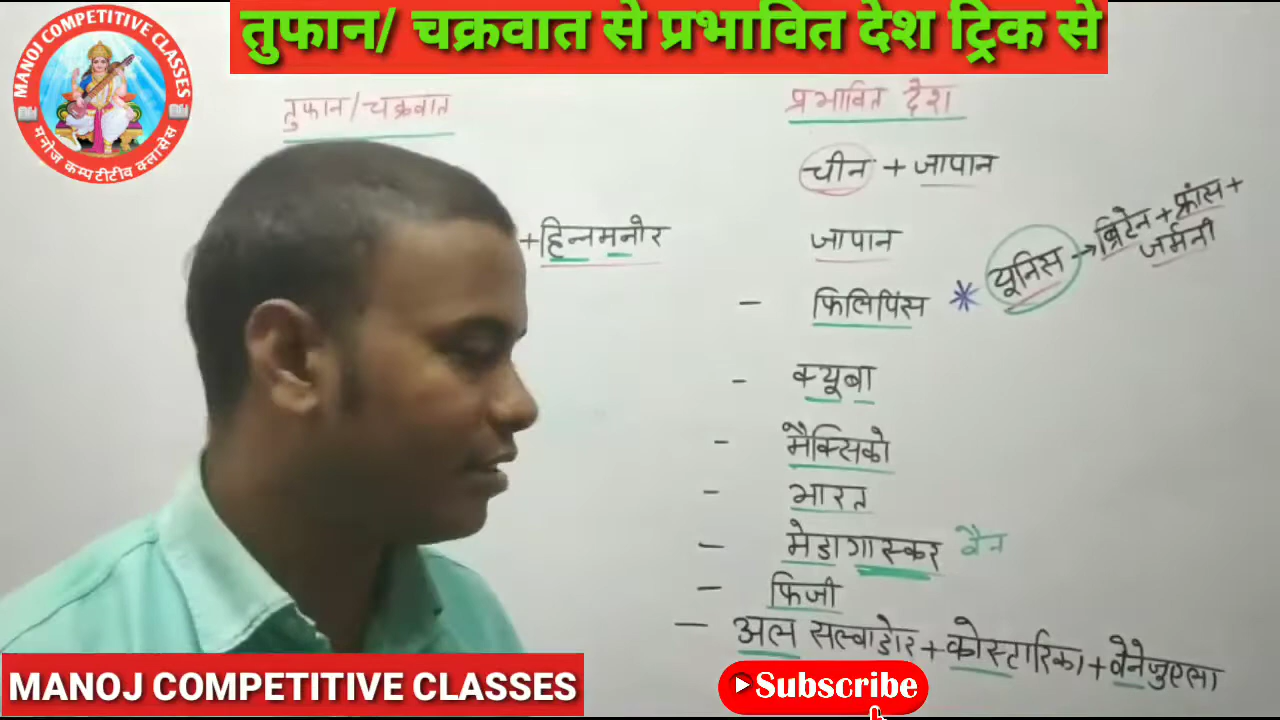 तुफान/ चक्रवात से प्रभावित देश ट्रिक से
MANOJ COMPETITIVE CLASSES
मनोज कम्पटीटीव क्लासेस
तुफान/चक्रवात
प्रभावित देश
चीन + जापान
+हिन्नमनोर
जापान
* यूनिस → ब्रिटेन + फ्रांस +
जर्मनी
- फिलिपिंस
- क्यूबा
- मैक्सिको
- भारत
- मेडागास्कर वैन
- फिजी
- अल सल्वाडोर + कोस्टारिका + वेनेजुएला
MANOJ COMPETITIVE CLASSES
Subscribe